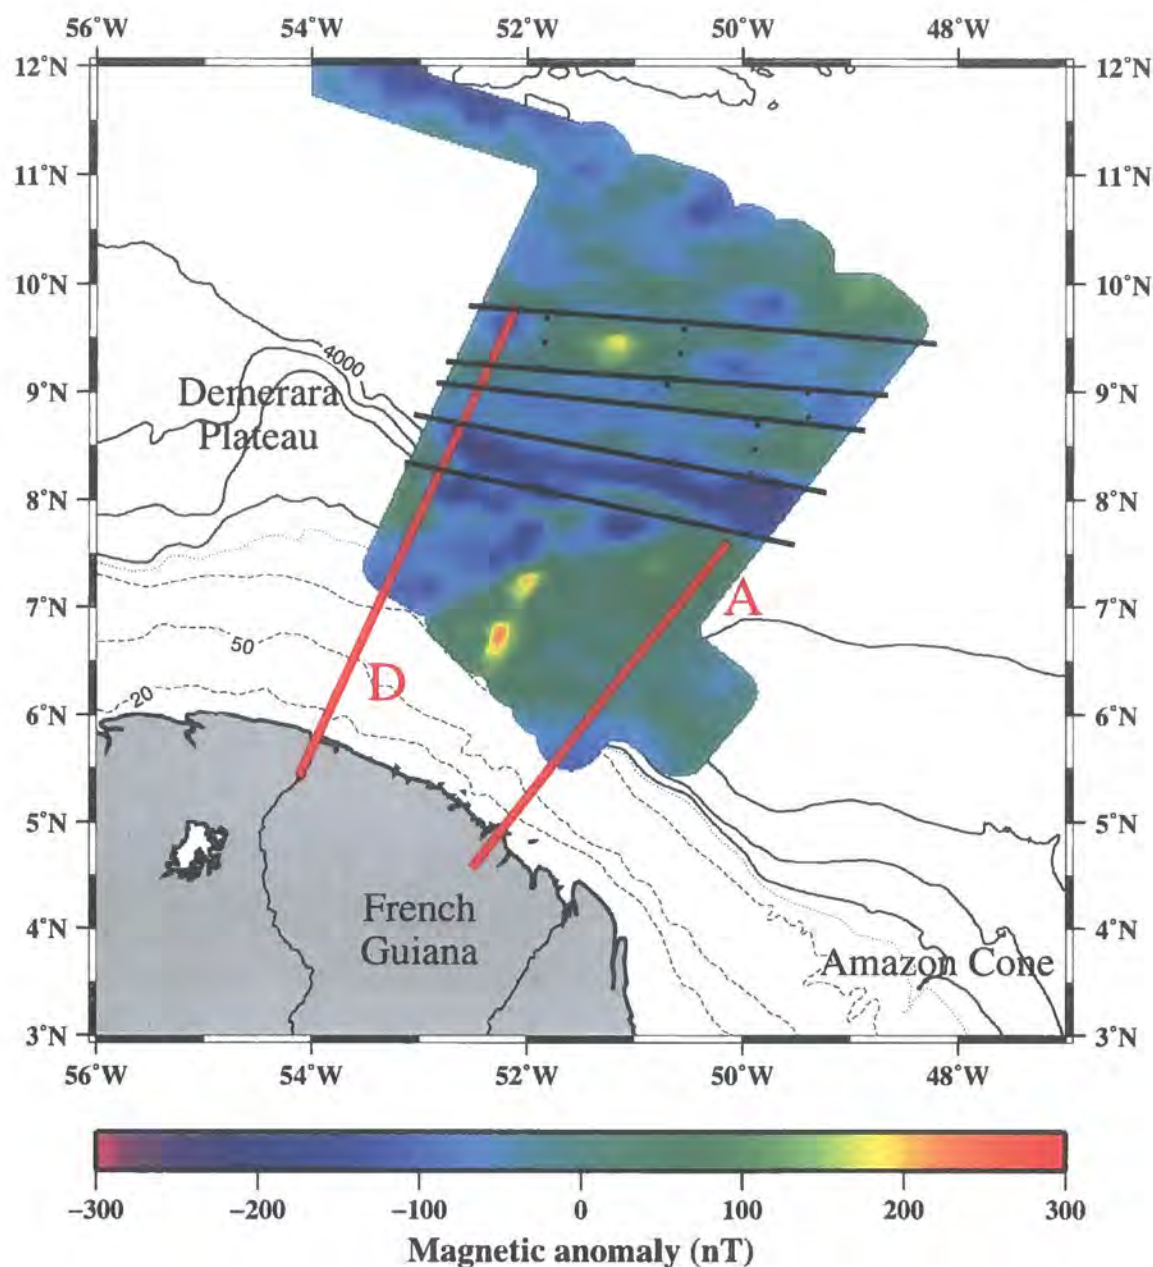 56°W 54°W 52°W 50°W 48°W
12°N 12°N
11°N 11°N
10°N 10°N
4000
9°N 9°N
Demerara
Plateau
8°N 8°N
7°N 7°N
A
50
D
20
6°N 6°N
5°N 5°N
French
Guiana
4°N 4°N
Amazon Cone
3°N 3°N
56°W 54°W 52°W 50°W 48°W
-300 -200 -100 0 100 200 300
Magnetic anomaly (nT)